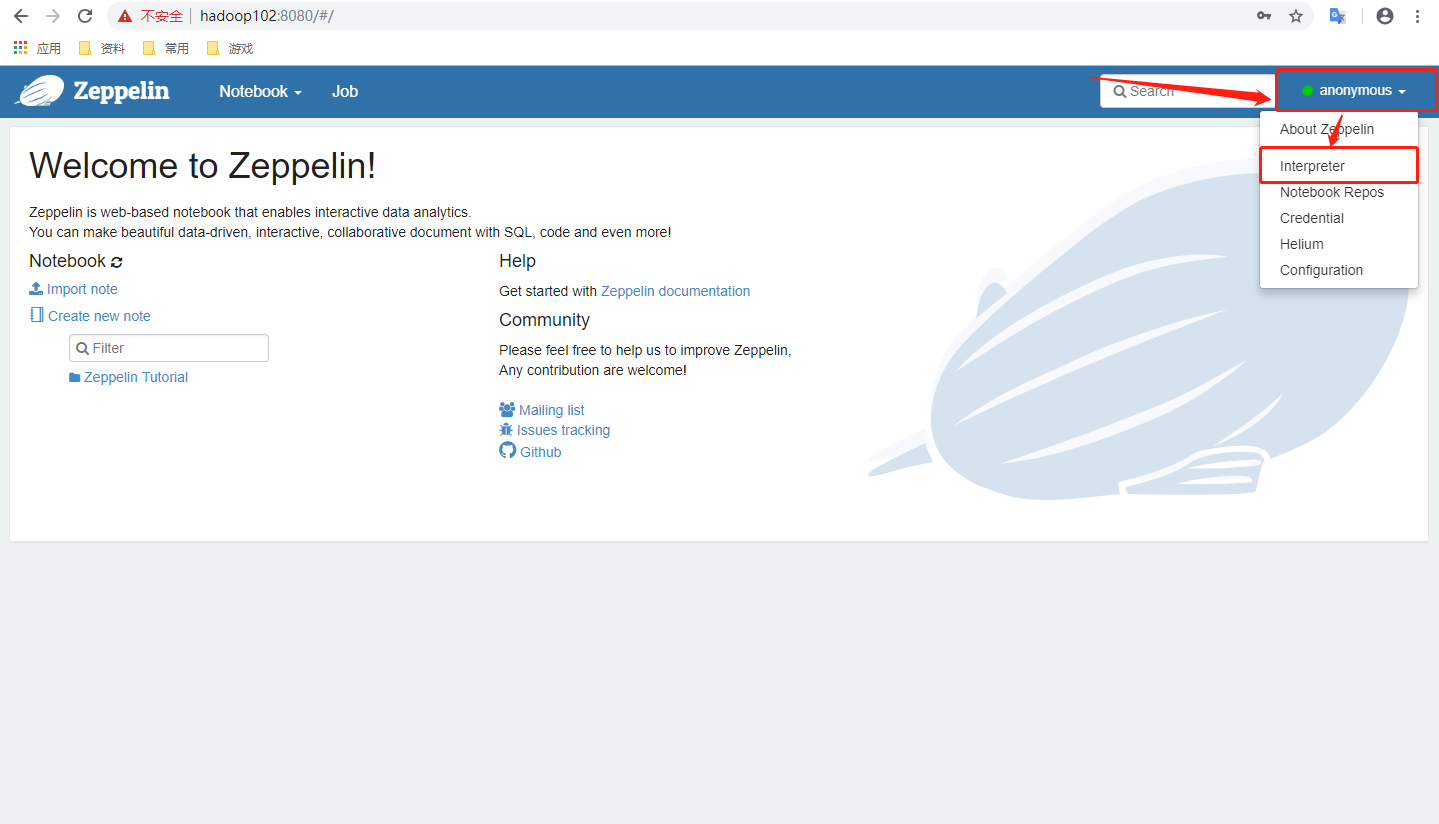 不安全 hadoop102:8080/#/
应用 资料 常用 游戏
Zeppelin Notebook Job Search anonymous
About Zeppelin
Interpreter
Notebook Repos
Credential
Helium
Configuration
Welcome to Zeppelin!
Zeppelin is web-based notebook that enables interactive data analytics.
You can make beautiful data-driven, interactive, collaborative document with SQL, code and even more!
Notebook
Import note
Create new note
Filter
Zeppelin Tutorial
Help
Get started with Zeppelin documentation
Community
Please feel free to help us to improve Zeppelin,
Any contribution are welcome!
Mailing list
Issues tracking
Github